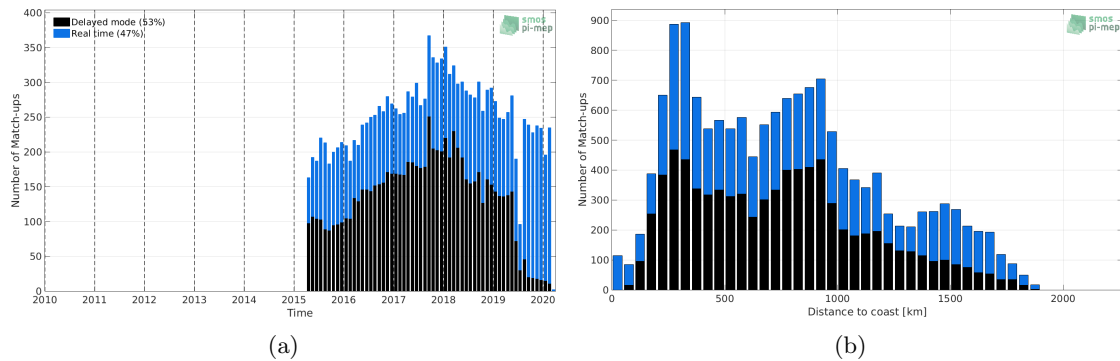 Delayed mode (53%)
Real time (47%)
smos
pi-mep
400
350
300
250
200
150
100
50
0
Number of Match-ups
2010 2011 2012 2013 2014 2015 2016 2017 2018 2019 2020
Time
(a)
smos
pi-mep
900
800
700
600
500
400
300
200
100
0
Number of Match-ups
0 500 1000 1500 2000
Distance to coast [km]
(b)